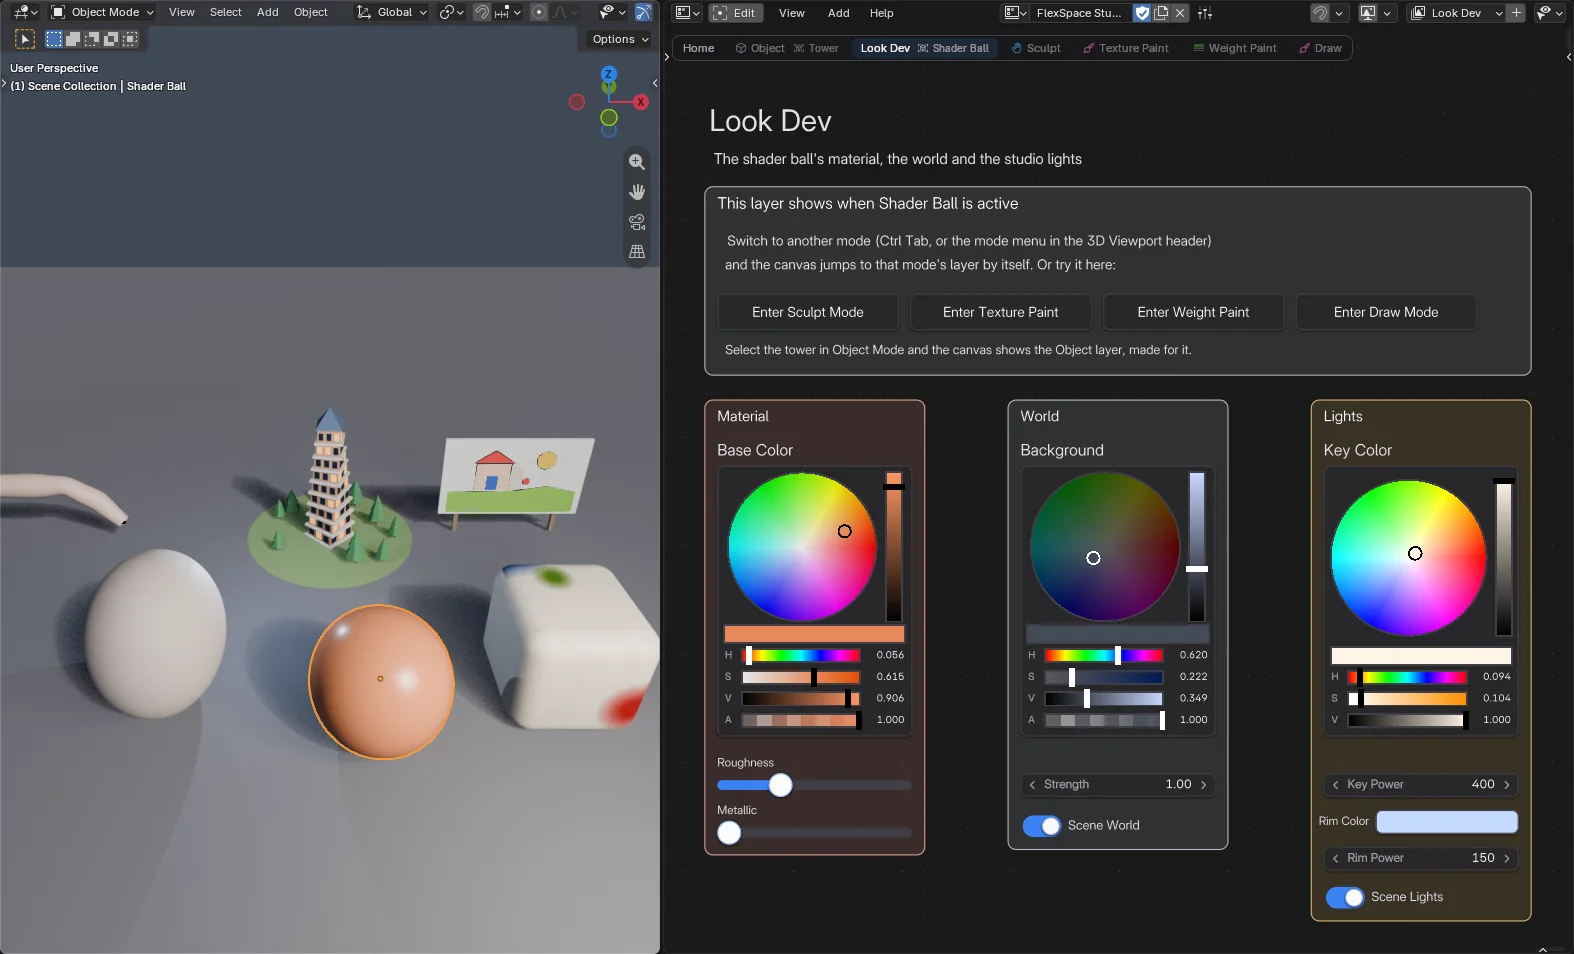 Object Mode View Select Add Object Global
Options
User Perspective
(1) Scene Collection | Shader Ball
Z
X
Edit View Add Help FlexSpace Stu... Look Dev
Home Object Tower Look Dev Shader Ball Sculpt Texture Paint Weight Paint Draw
Look Dev
The shader ball's material, the world and the studio lights
This layer shows when Shader Ball is active
Switch to another mode (Ctrl Tab, or the mode menu in the 3D Viewport header)
and the canvas jumps to that mode's layer by itself. Or try it here:
Enter Sculpt Mode Enter Texture Paint Enter Weight Paint Enter Draw Mode
Select the tower in Object Mode and the canvas shows the Object layer, made for it.
Material
Base Color
H 0.056
S 0.615
V 0.906
A 1.000
Roughness
Metallic
World
Background
H 0.620
S 0.222
V 0.349
A 1.000
Strength 1.00
Scene World
Lights
Key Color
H 0.094
S 0.104
V 1.000
Key Power 400
Rim Color
Rim Power 150
Scene Lights